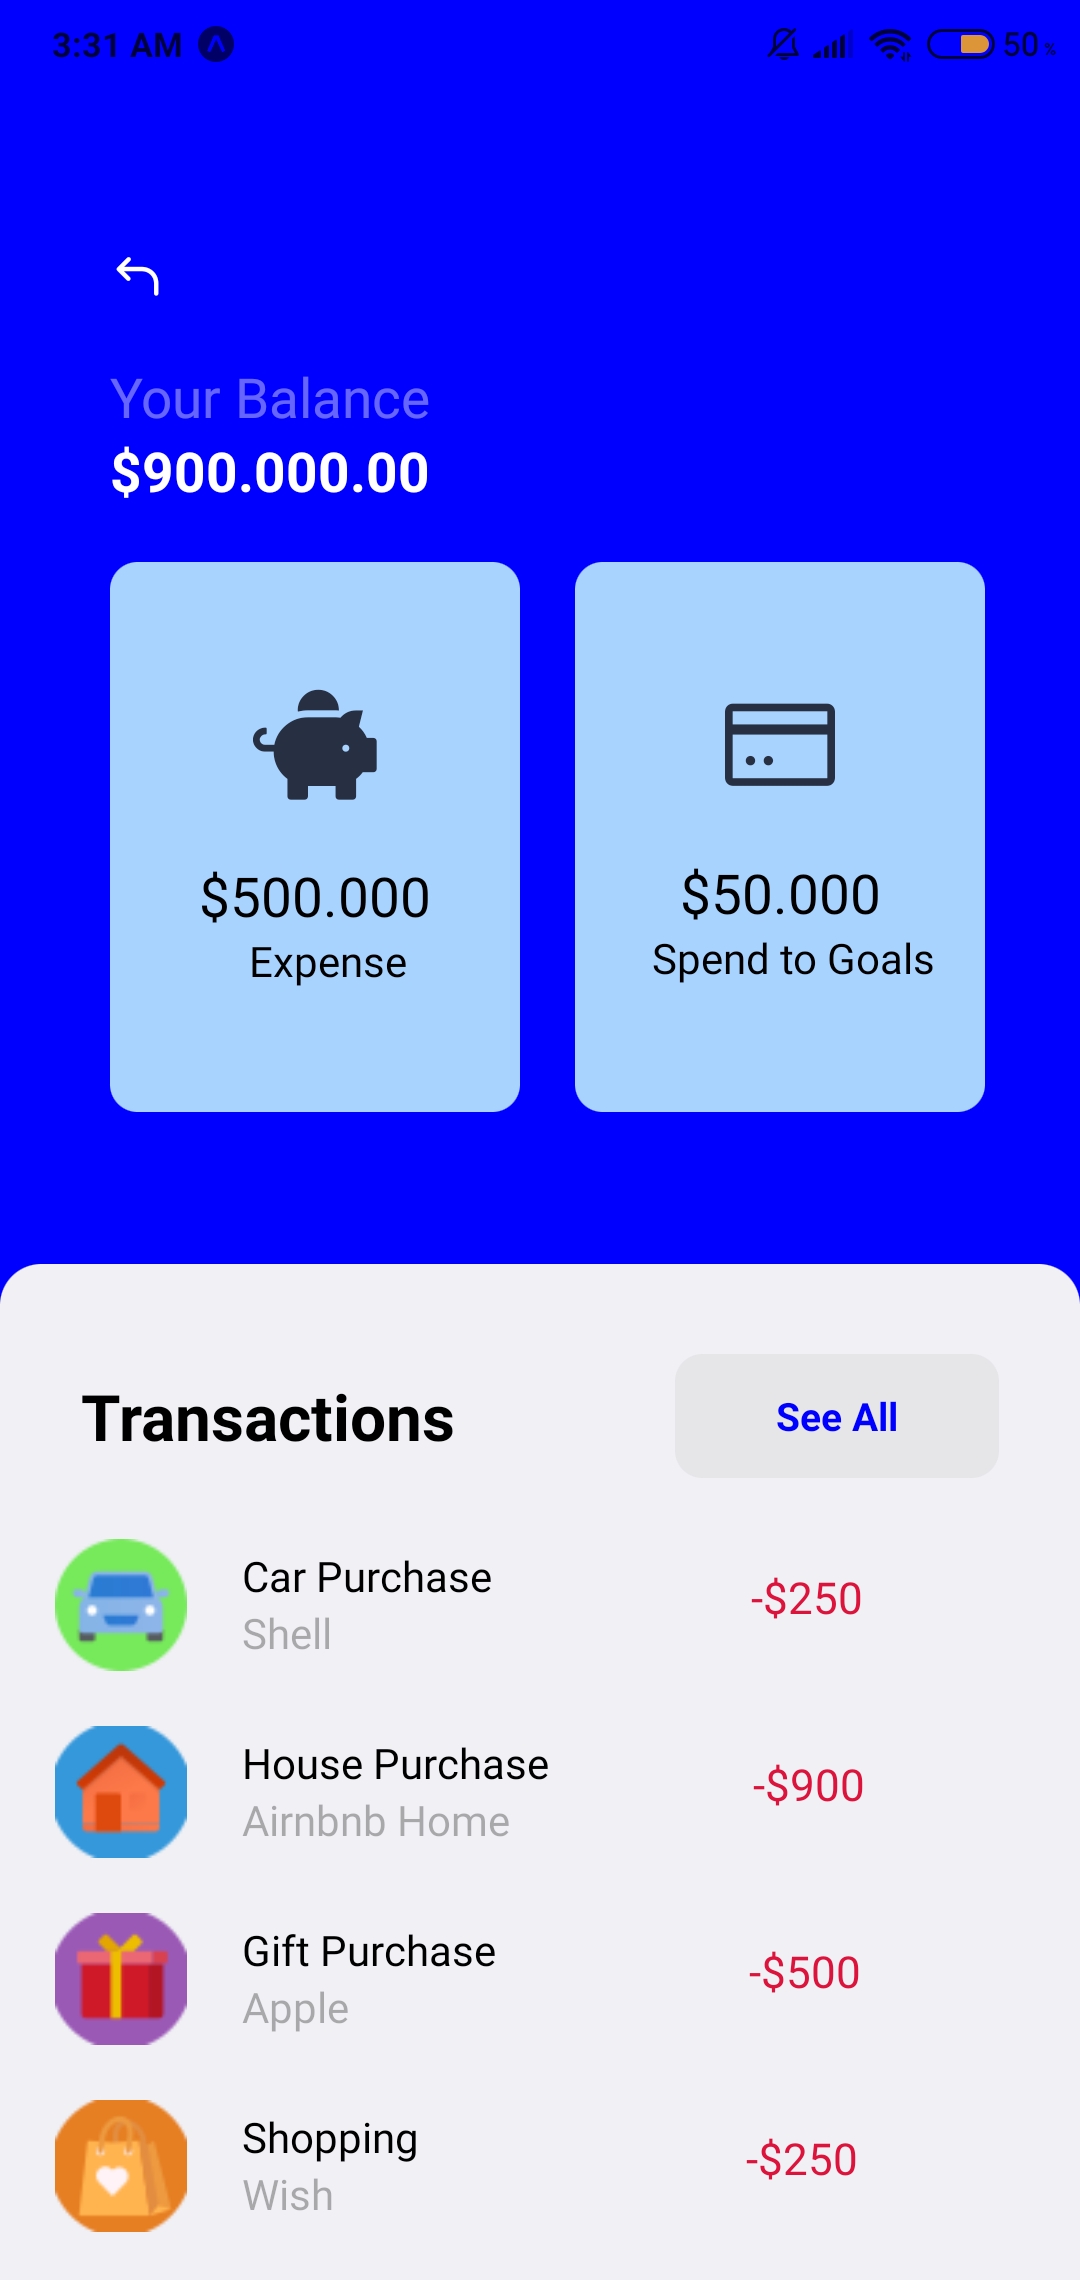 3:31 AM
50 %
Your Balance
$900.000.00
$500.000
Expense
$50.000
Spend to Goals
Transactions
See All
Car Purchase
Shell
-$250
House Purchase
Airnbnb Home
-$900
Gift Purchase
Apple
-$500
Shopping
Wish
-$250